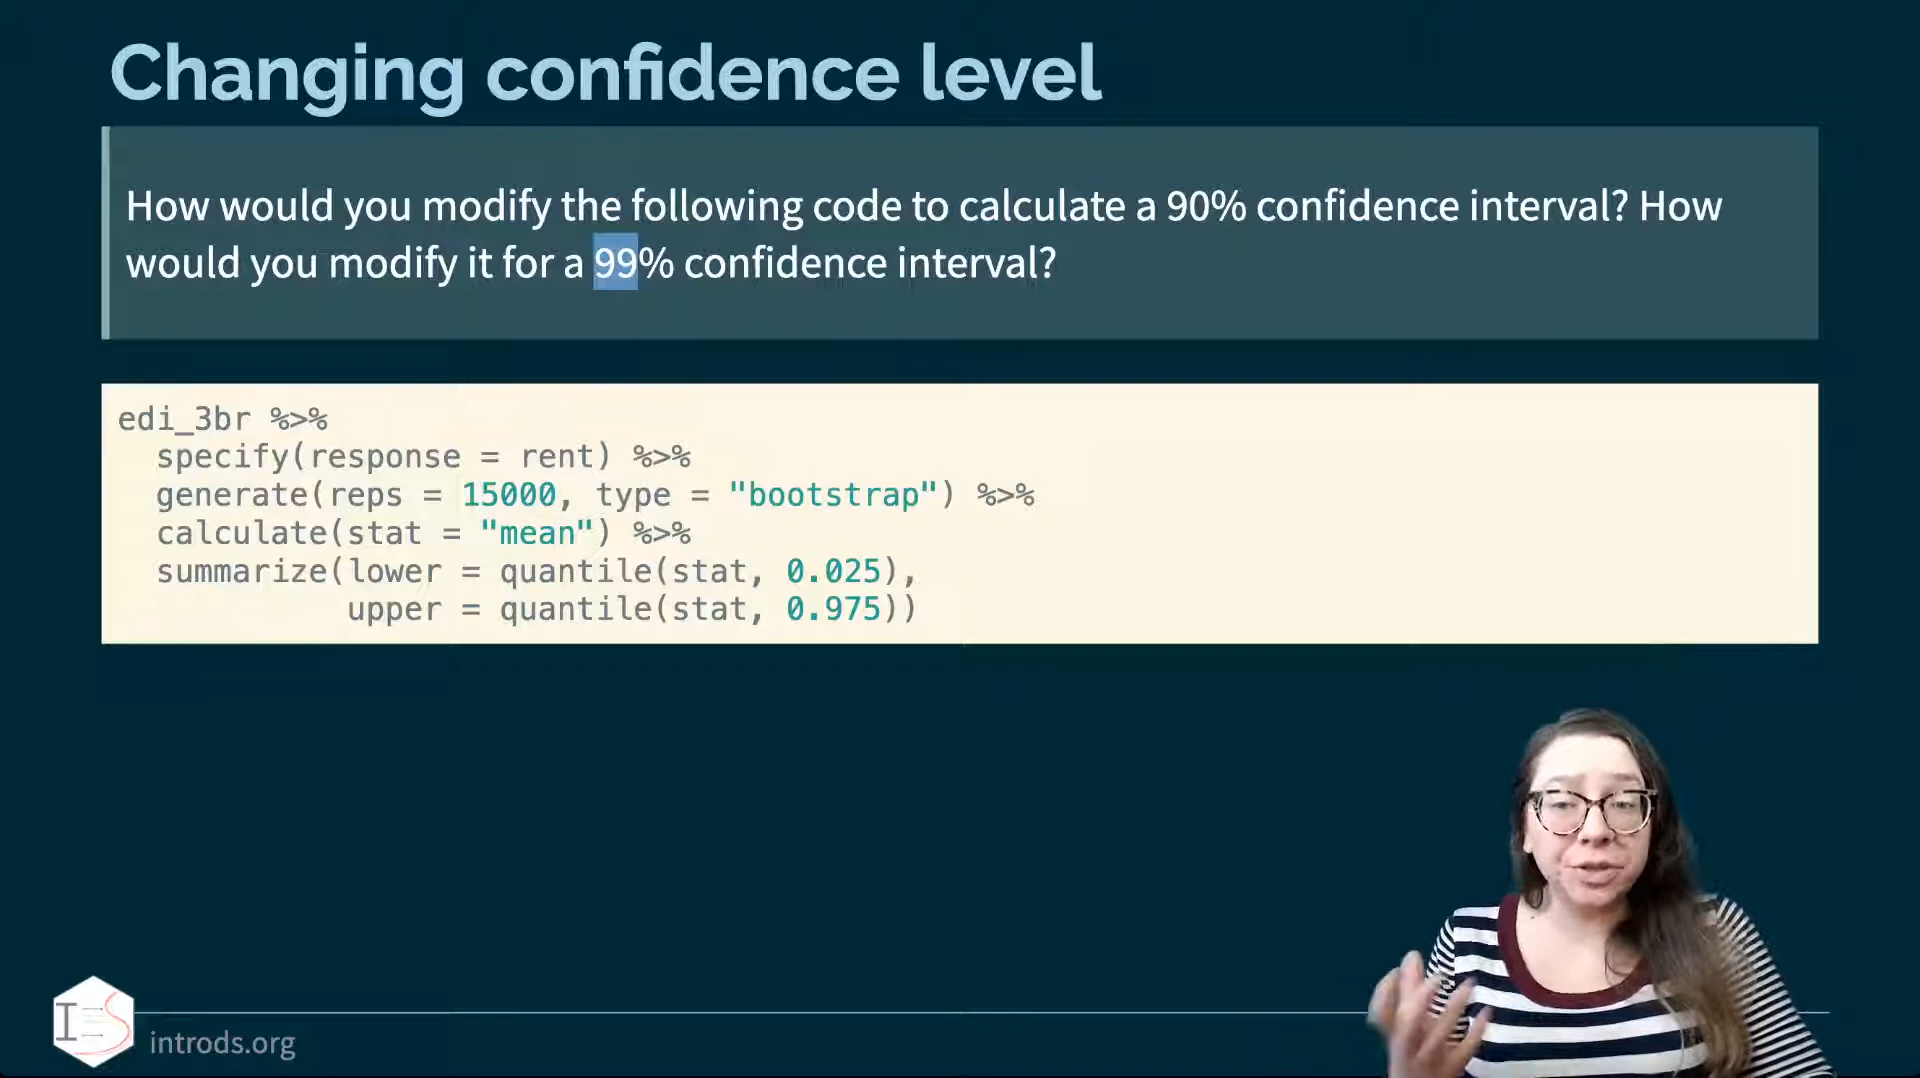 Changing confidence level
How would you modify the following code to calculate a 90% confidence interval? How
would you modify it for a 99% confidence interval?
edi_3br %>%
  specify(response = rent) %>%
  generate(reps = 15000, type = "bootstrap") %>%
  calculate(stat = "mean") %>%
  summarize(lower = quantile(stat, 0.025),
            upper = quantile(stat, 0.975))
introds.org